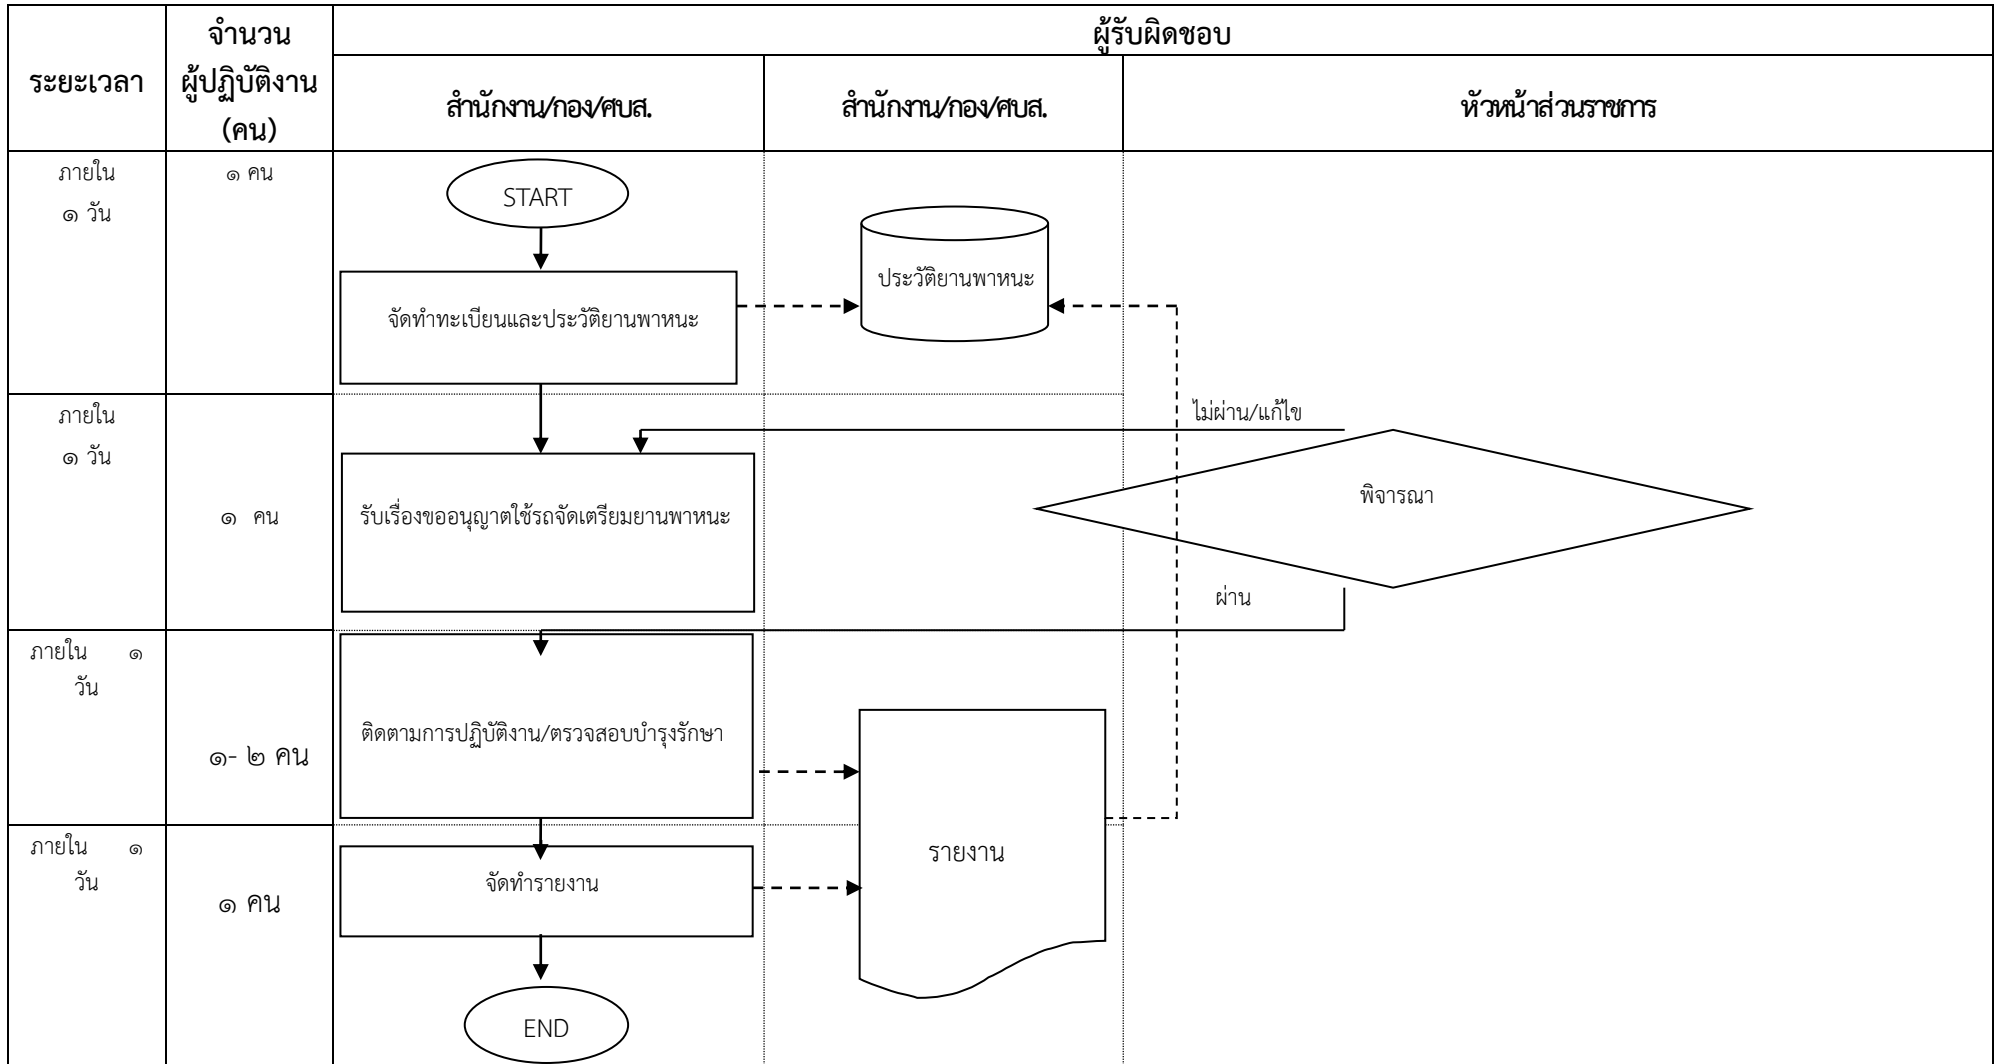 ระยะเวลา
จำนวน
ผู้ปฏิบัติงาน
(คน)
ผู้รับผิดชอบ
สำนักงาน/กอง/ศบส.
สำนักงาน/กอง/ศบส.
หัวหน้าส่วนราชการ
ภายใน
๑ วัน
๑ คน
START
จัดทำทะเบียนและประวัติยานพาหนะ
ประวัติยานพาหนะ
ภายใน
๑ วัน
๑ คน
รับเรื่องขออนุญาตใช้รถจัดเตรียมยานพาหนะ
ไม่ผ่าน/แก้ไข
พิจารณา
ผ่าน
ภายใน ๑
วัน
๑- ๒ คน
ติดตามการปฏิบัติงาน/ตรวจสอบบำรุงรักษา
รายงาน
ภายใน ๑
วัน
๑ คน
จัดทำรายงาน
END